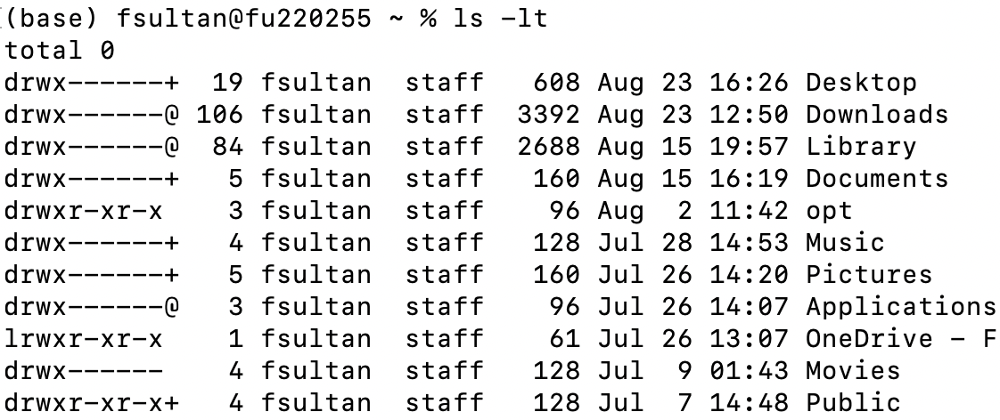 (base) fsultan@fu220255 ~ % ls -lt
total 0
drwx------+  19 fsultan  staff   608 Aug 23 16:26 Desktop
drwx------@ 106 fsultan  staff  3392 Aug 23 12:50 Downloads
drwx------@  84 fsultan  staff  2688 Aug 15 19:57 Library
drwx------+   5 fsultan  staff   160 Aug 15 16:19 Documents
drwxr-xr-x    3 fsultan  staff    96 Aug  2 11:42 opt
drwx------+   4 fsultan  staff   128 Jul 28 14:53 Music
drwx------+   5 fsultan  staff   160 Jul 26 14:20 Pictures
drwx------@   3 fsultan  staff    96 Jul 26 14:07 Applications
lrwxr-xr-x    1 fsultan  staff    61 Jul 26 13:07 OneDrive - F
drwx------    4 fsultan  staff   128 Jul  9 01:43 Movies
drwxr-xr-x+   4 fsultan  staff   128 Jul  7 14:48 Public